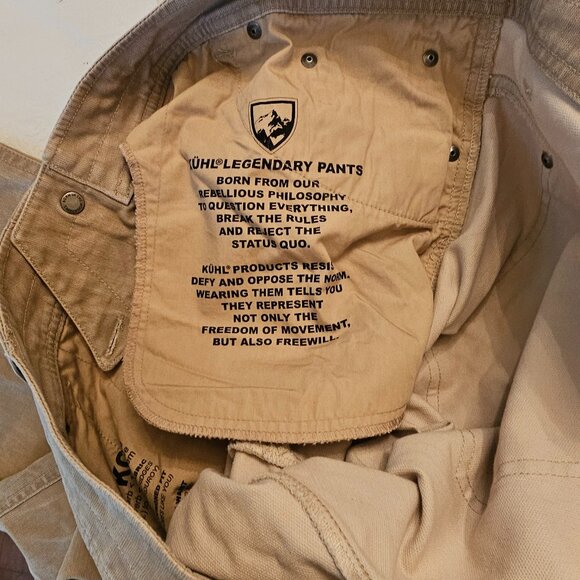 KÜHL® LEGENDARY PANTS
BORN FROM OUR
REBELLIOUS PHILOSOPHY
TO QUESTION EVERYTHING,
BREAK THE RULES
AND REJECT THE
STATUS QUO.
KÜHL® PRODUCTS RESIST
DEFY AND OPPOSE THE NORM.
WEARING THEM TELLS YOU
THEY REPRESENT
NOT ONLY THE
FREEDOM OF MOVEMENT,
BUT ALSO FREEWILL.
FIT